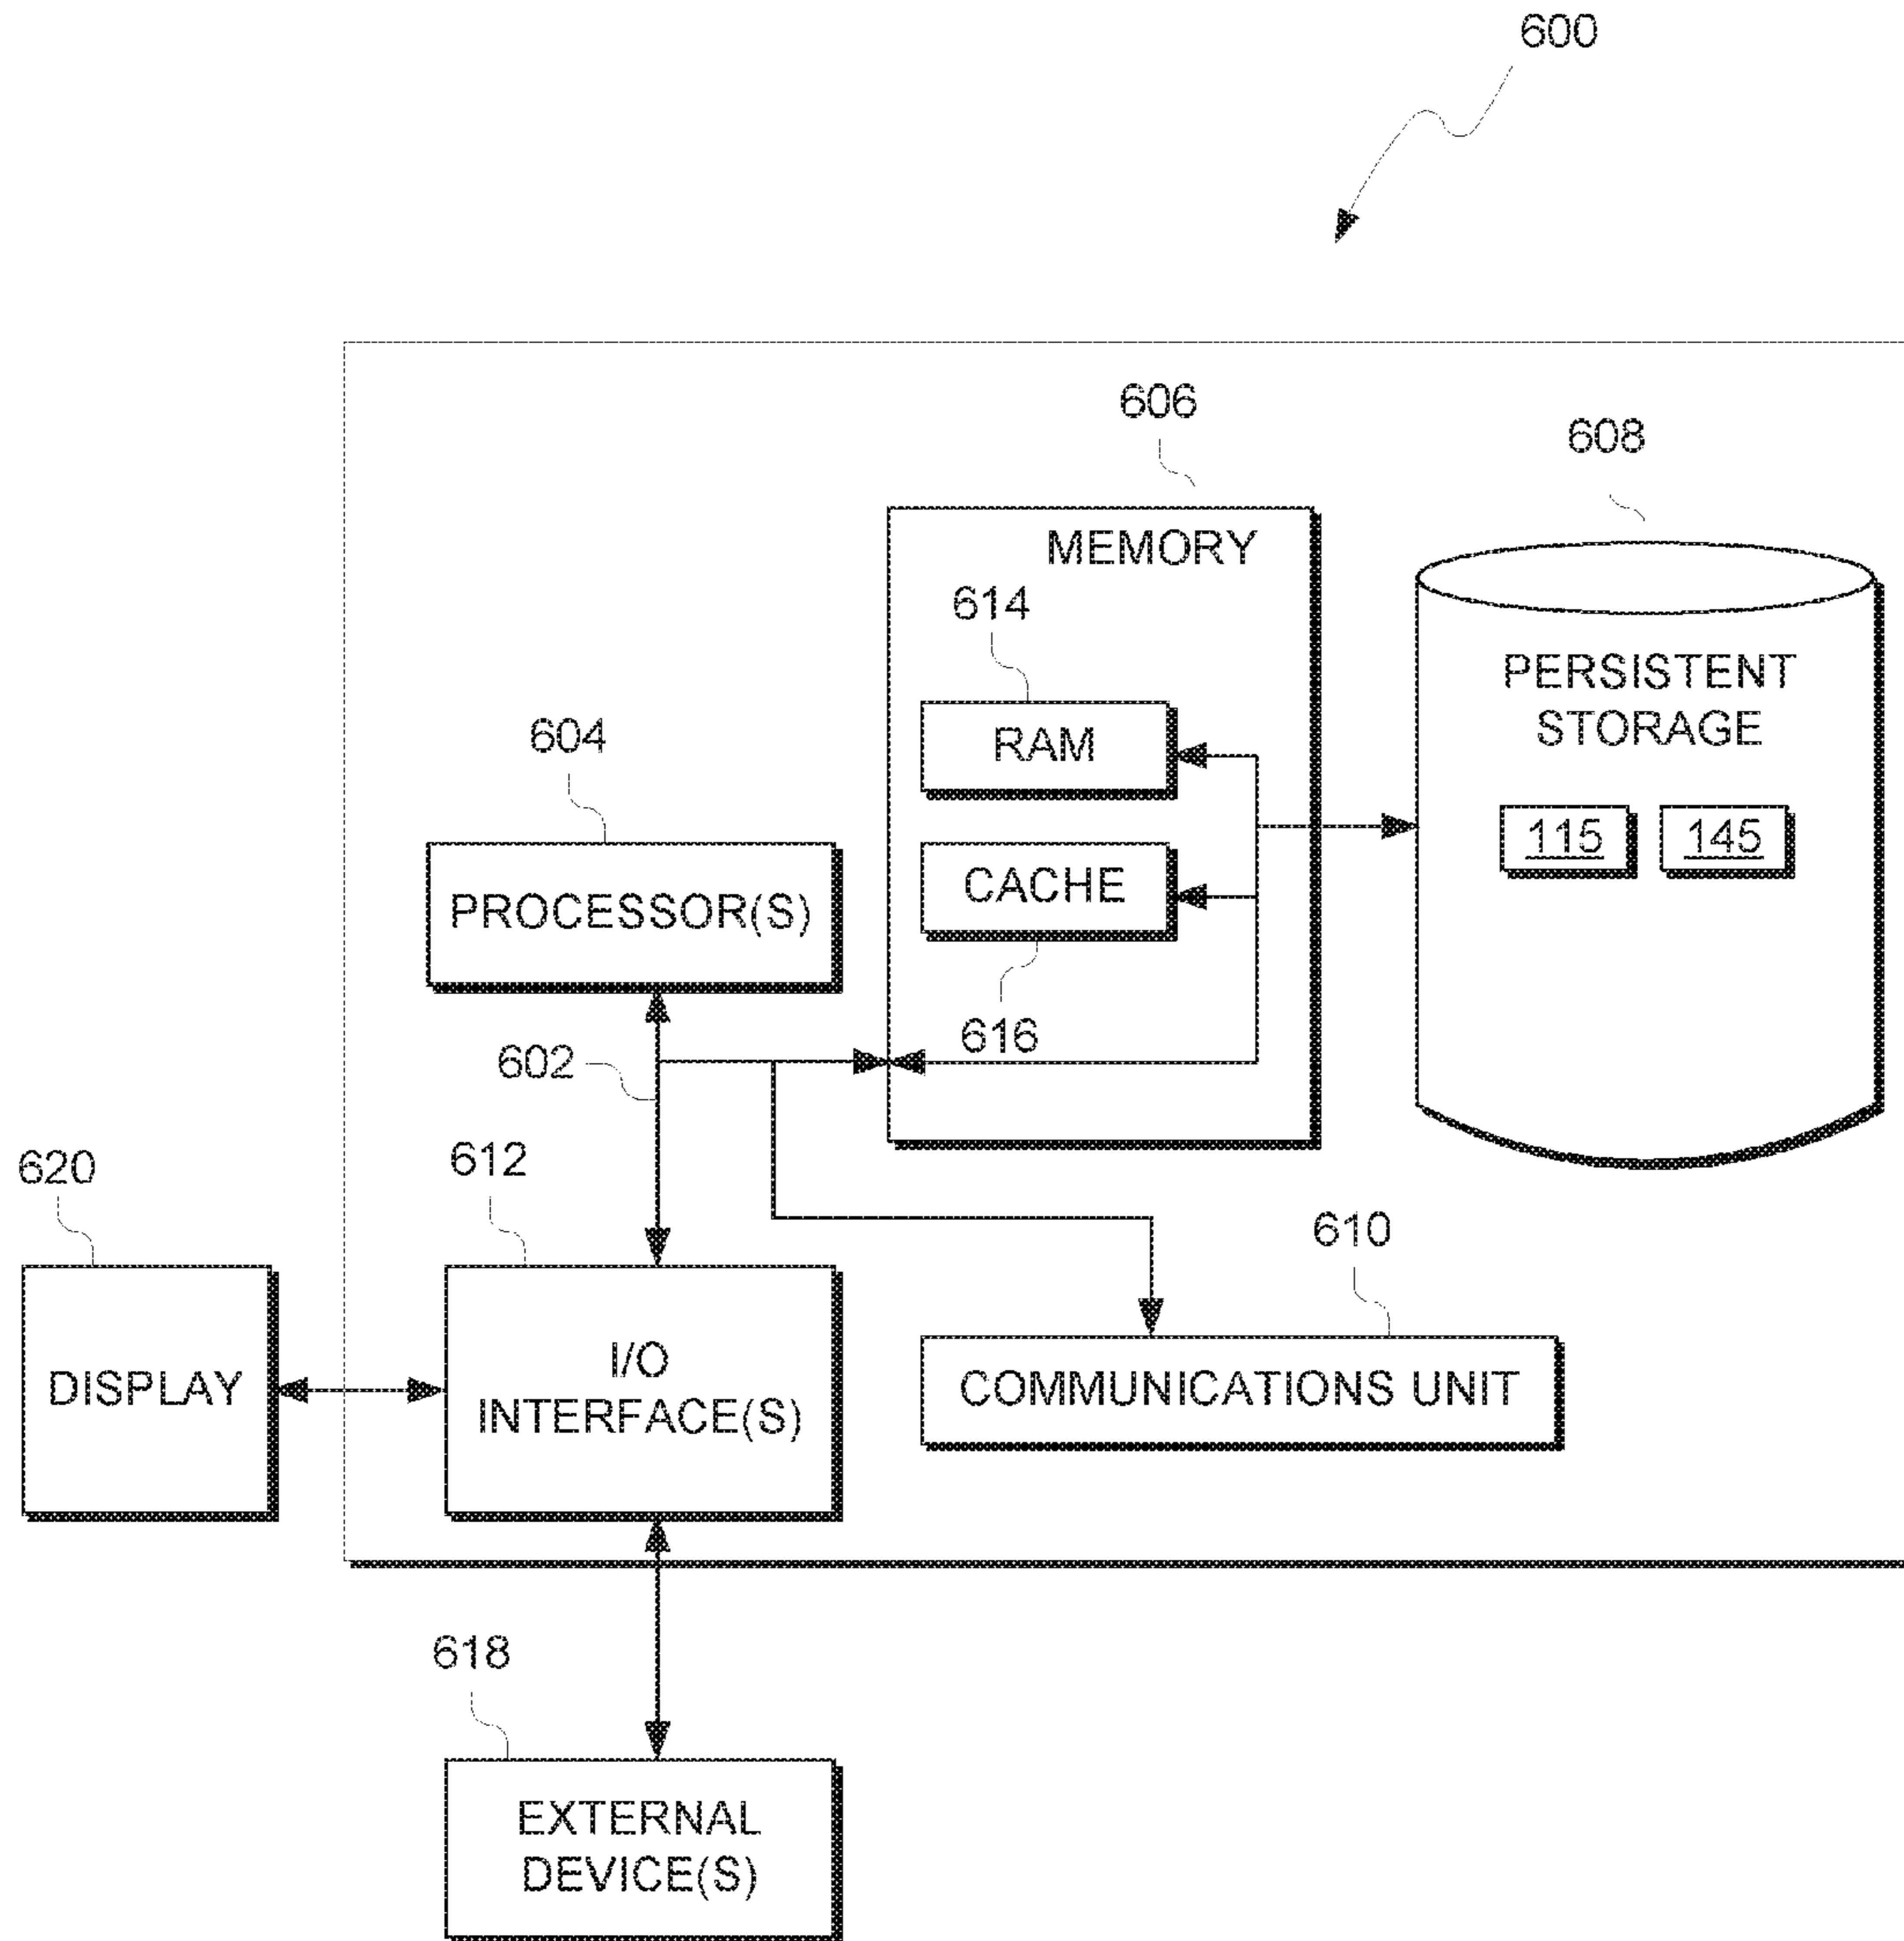 600
606
608
MEMORY
614
RAM
PERSISTENT
STORAGE
604
115
145
CACHE
PROCESSOR(S)
616
602
620
612
610
DISPLAY
I/O
INTERFACE(S)
COMMUNICATIONS UNIT
618
EXTERNAL
DEVICE(S)